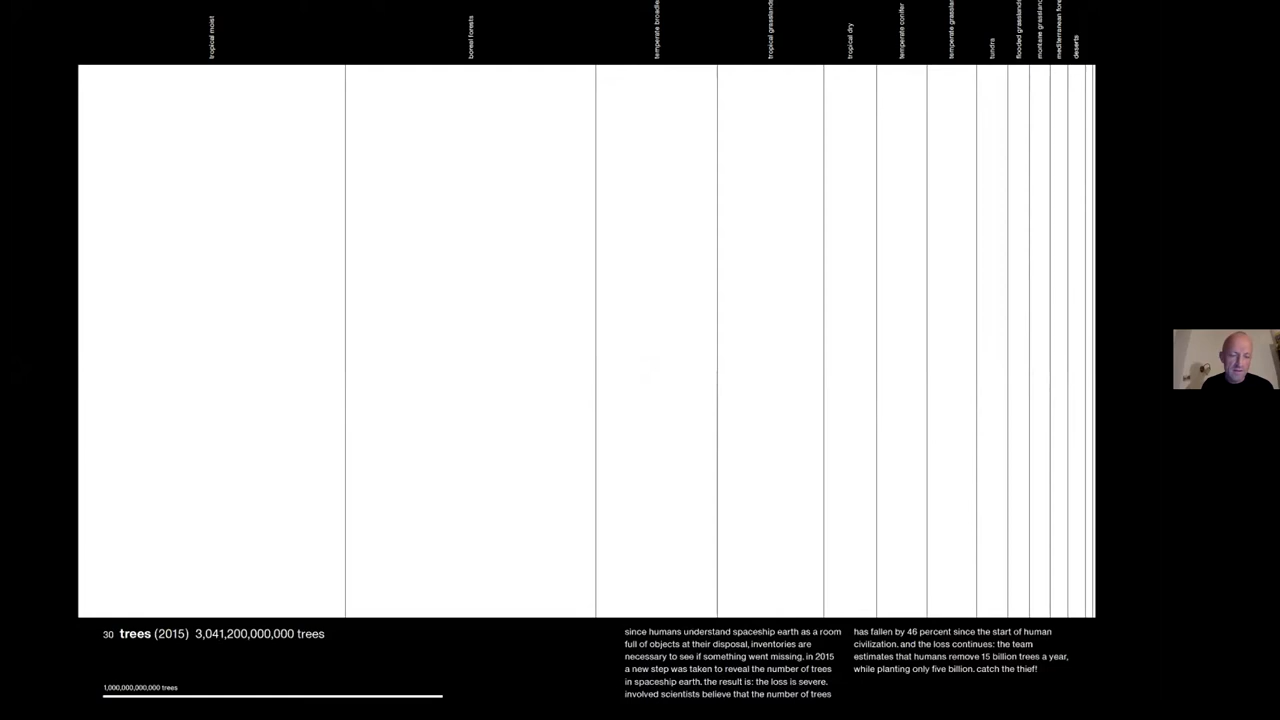 tropical moist
boreal forests
temperate
tropical grasslands
tropical dry
temperate conifer
temperate
tundra
flooded grasslands
montane
mediterranean
deserts
30 trees (2015) 3,041,200,000,000 trees
1,000,000,000,000 trees
since humans understand spaceship earth as a room
full of objects at their disposal, inventories are
necessary to see if something went missing. in 2015
a new step was taken to reveal the number of trees
in spaceship earth. the result is: the loss is severe.
involved scientists believe that the number of trees
has fallen by 46 percent since the start of human
civilization. and the loss continues: the team
estimates that humans remove 15 billion trees a year,
while planting only five billion. catch the thief!